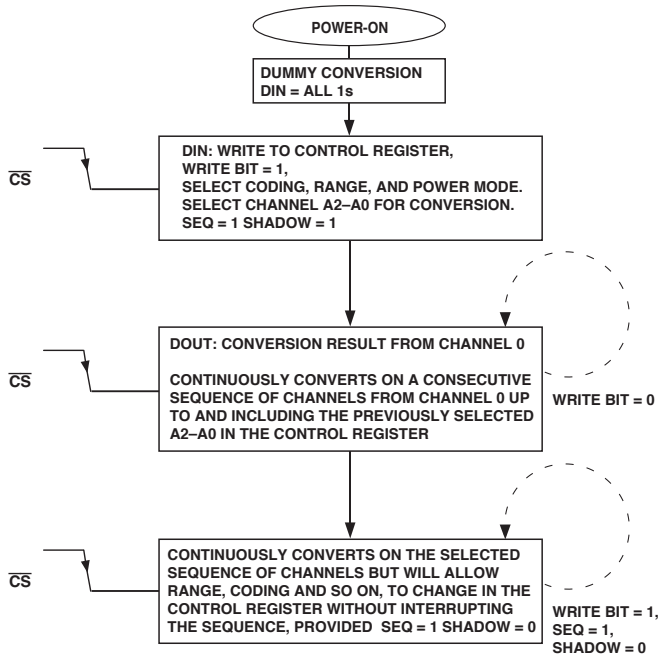 POWER-ON
DUMMY CONVERSION
DIN = ALL 1s
CS
DIN: WRITE TO CONTROL REGISTER,
WRITE BIT = 1,
SELECT CODING, RANGE, AND POWER MODE.
SELECT CHANNEL A2–A0 FOR CONVERSION.
SEQ = 1 SHADOW = 1
CS
DOUT: CONVERSION RESULT FROM CHANNEL 0
CONTINUOUSLY CONVERTS ON A CONSECUTIVE
SEQUENCE OF CHANNELS FROM CHANNEL 0 UP
TO AND INCLUDING THE PREVIOUSLY SELECTED
A2–A0 IN THE CONTROL REGISTER
WRITE BIT = 0
CS
CONTINUOUSLY CONVERTS ON THE SELECTED
SEQUENCE OF CHANNELS BUT WILL ALLOW
RANGE, CODING AND SO ON, TO CHANGE IN THE
CONTROL REGISTER WITHOUT INTERRUPTING
THE SEQUENCE, PROVIDED SEQ = 1 SHADOW = 0
WRITE BIT = 1,
SEQ = 1,
SHADOW = 0